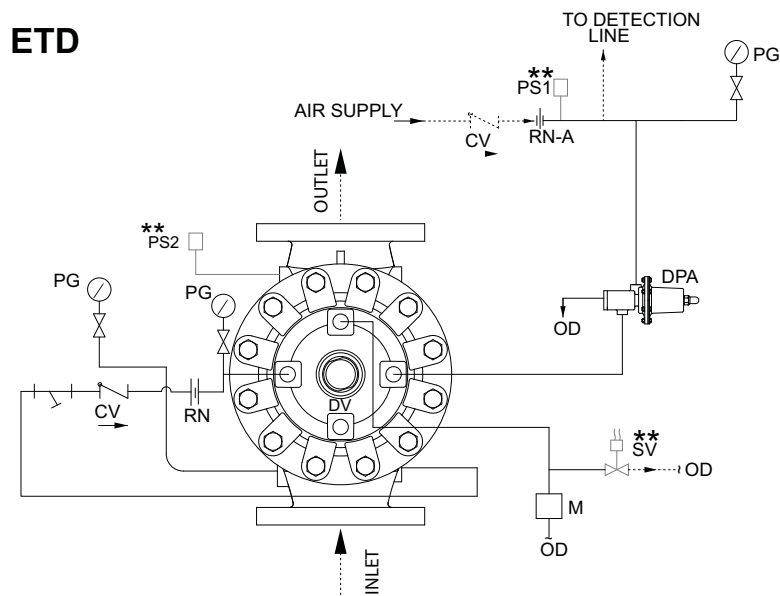 ETD
TO DETECTION
LINE
PG
**
PS1
AIR SUPPLY
CV
RN-A
OUTLET
**
PS2
PG
PG
DPA
OD
CV
RN
DV
**
SV
OD
M
OD
INLET